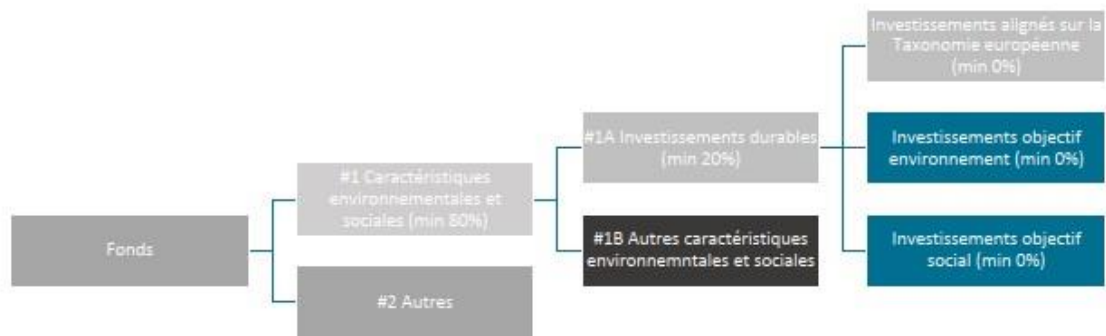 Fonds
#1 Caractéristiques
environnementales et
sociales (min 80%)
#2 Autres
#1A Investissements durables
(min 20%)
#1B Autres caractéristiques
environnemntales et sociales
Investissements alignés sur la
Taxonomie européenne
(min 0%)
Investissements objectif
environnement (min 0%)
Investissements objectif
social (min 0%)